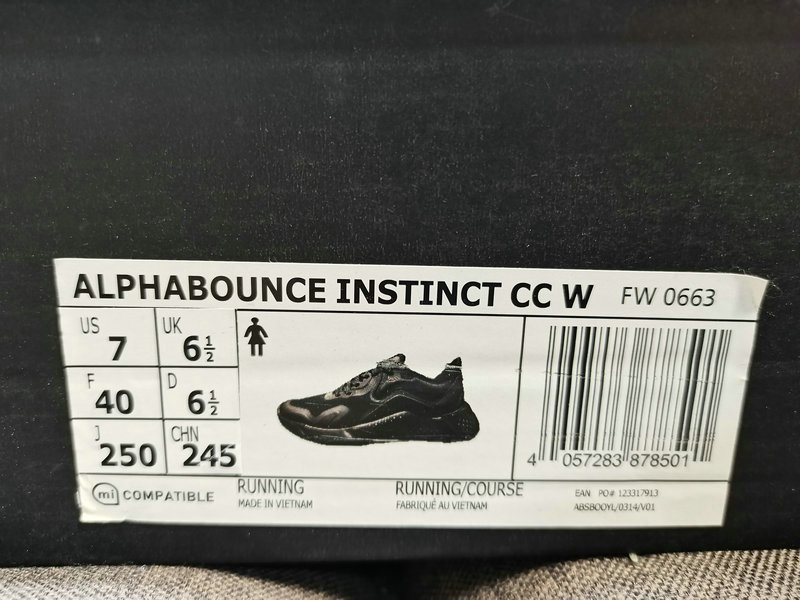 ALPHABOUNCE INSTINCT CC W FW 0663
US 7 UK 6½
F 40 D 6½
J 250 CHN 245
4 057283 878501
mi COMPATIBLE
RUNNING RUNNING/COURSE
MADE IN VIETNAM FABRIQUÉ AU VIETNAM
EAN PO# 123317913
ABSBOOYL/0314/V01